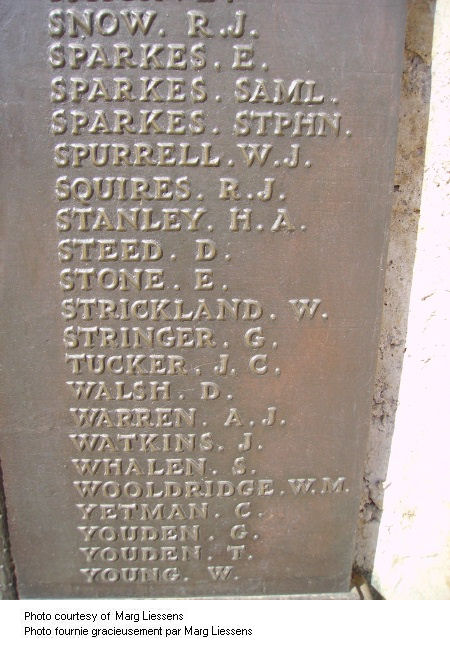 SNOW. R.J.
SPARKES. E.
SPARKES. SAML.
SPARKES. STPHN.
SPURRELL. W.J.
SQUIRES. R.J.
STANLEY. H.A.
STEED. D.
STONE. E.
STRICKLAND. W.
STRINGER. G.
TUCKER. J.C.
WALSH. D.
WARREN. A.J.
WATKINS. J.
WHALEN. S.
WOOLDRIDGE. W.M.
YETMAN. C.
YOUDEN. G.
YOUDEN. T.
YOUNG. W.
Photo courtesy of Marg Liessens
Photo fournie gracieusement par Marg Liessens